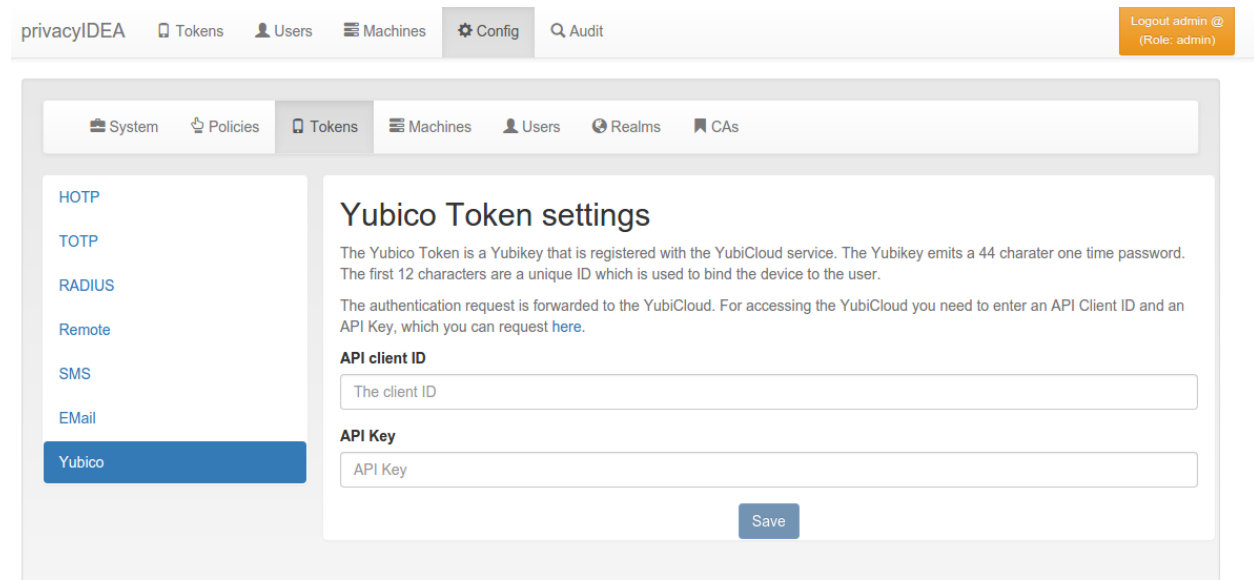 privacyIDEA Tokens Users Machines Config Audit
Logout admin @
(Role: admin)
System Policies Tokens Machines Users Realms CAs
HOTP
TOTP
RADIUS
Remote
SMS
EMail
Yubico
Yubico Token settings
The Yubico Token is a Yubikey that is registered with the YubiCloud service. The Yubikey emits a 44 charater one time password.
The first 12 characters are a unique ID which is used to bind the device to the user.
The authentication request is forwarded to the YubiCloud. For accessing the YubiCloud you need to enter an API Client ID and an
API Key, which you can request here.
API client ID
The client ID
API Key
API Key
Save